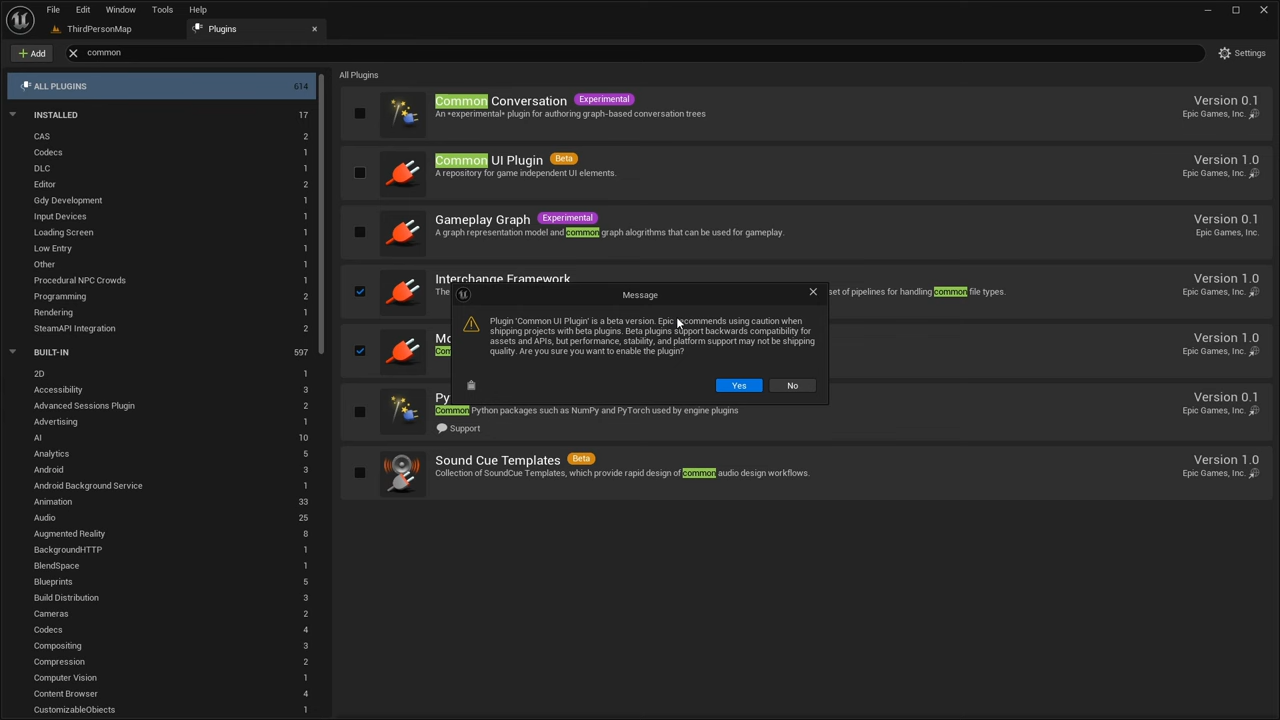 File Edit Window Tools Help
ThirdPersonMap
Plugins
Add
common
Settings
ALL PLUGINS 614
INSTALLED 17
CAS 2
Codecs 1
DLC 1
Editor 2
Gdy Development 1
Input Devices 1
Loading Screen 1
Low Entry 1
Other 1
Procedural NPC Crowds 1
Programming 2
Rendering 1
SteamAPI Integration 2
BUILT-IN 597
2D 1
Accessibility 1
Advanced Sessions Plugin 2
Advertising 1
AI 10
Analytics 5
Android 3
Android Background Service 1
Animation 33
Audio 25
Augmented Reality 8
BackgroundHTTP 1
BlendSpace 1
Blueprints 5
Build Distribution 3
Cameras 2
Codecs 4
Compositing 3
Compression 2
Computer Vision 1
Content Browser 4
CustomizableObjects 1
All Plugins
Common Conversation Experimental Version 0.1
An *experimental* plugin for authoring graph-based conversation trees Epic Games, Inc.
Common UI Plugin Beta Version 1.0
A repository for game independent UI elements. Epic Games, Inc.
Gameplay Graph Experimental Version 0.1
A graph representation model and common graph alogrithms that can be used for gameplay. Epic Games, Inc.
Interchange Framework Version 1.0
set of pipelines for handling common file types. Epic Games, Inc.
Version 1.0
Epic Games, Inc.
Py Version 0.1
Common Python packages such as NumPy and PyTorch used by engine plugins Epic Games, Inc.
Support
Sound Cue Templates Beta Version 1.0
Collection of SoundCue Templates, which provide rapid design of common audio design workflows. Epic Games, Inc.
Message
Plugin 'Common UI Plugin' is a beta version. Epic recommends using caution when
shipping projects with beta plugins. Beta plugins support backwards compatibility for
assets and APIs, but performance, stability, and platform support may not be shipping
quality. Are you sure you want to enable the plugin?
Yes No